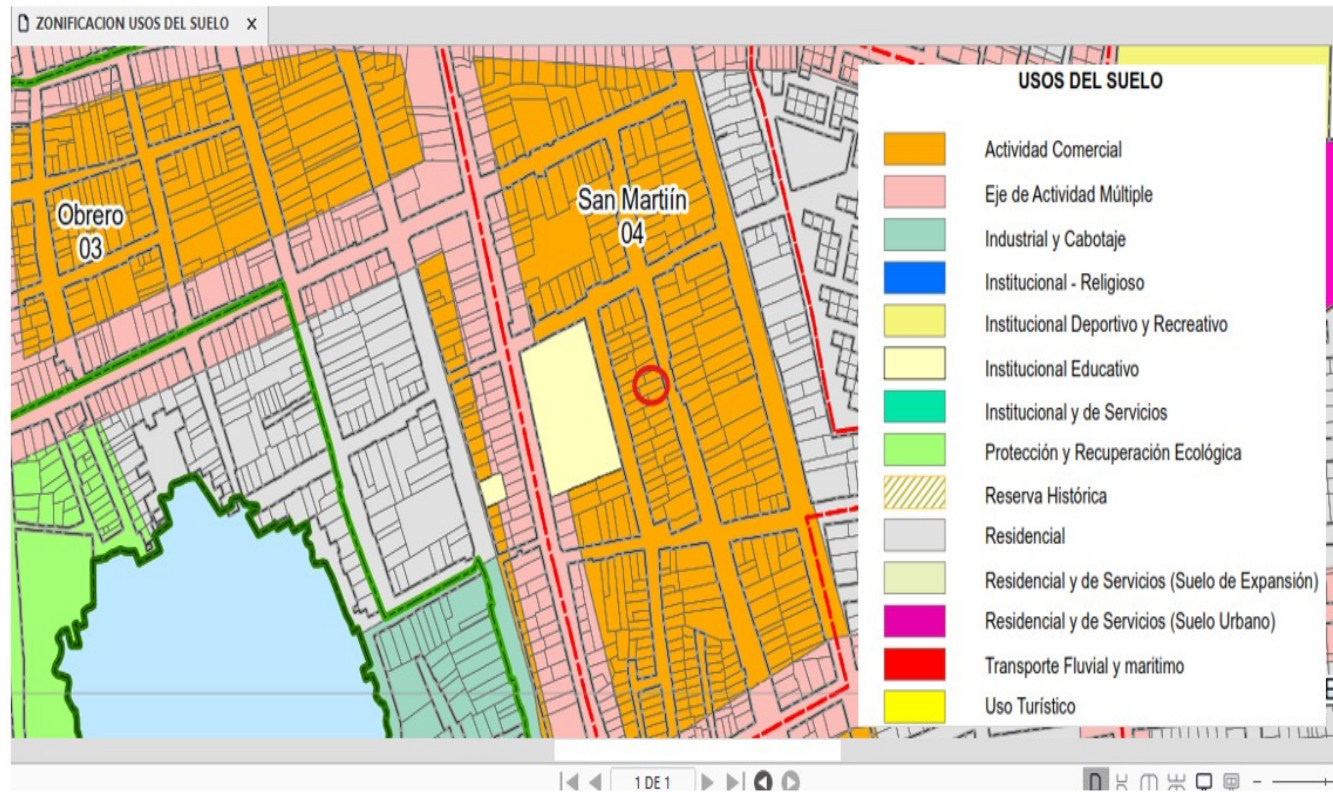 ZONIFICACION USOS DEL SUELO X
USOS DEL SUELO
Obrero
03
San Martiín
04
Actividad Comercial
Eje de Actividad Múltiple
Industrial y Cabotaje
Institucional - Religioso
Institucional Deportivo y Recreativo
Institucional Educativo
Institucional y de Servicios
Protección y Recuperación Ecológica
Reserva Histórica
Residencial
Residencial y de Servicios (Suelo de Expansión)
Residencial y de Servicios (Suelo Urbano)
Transporte Fluvial y maritimo
Uso Turístico
1 DE 1